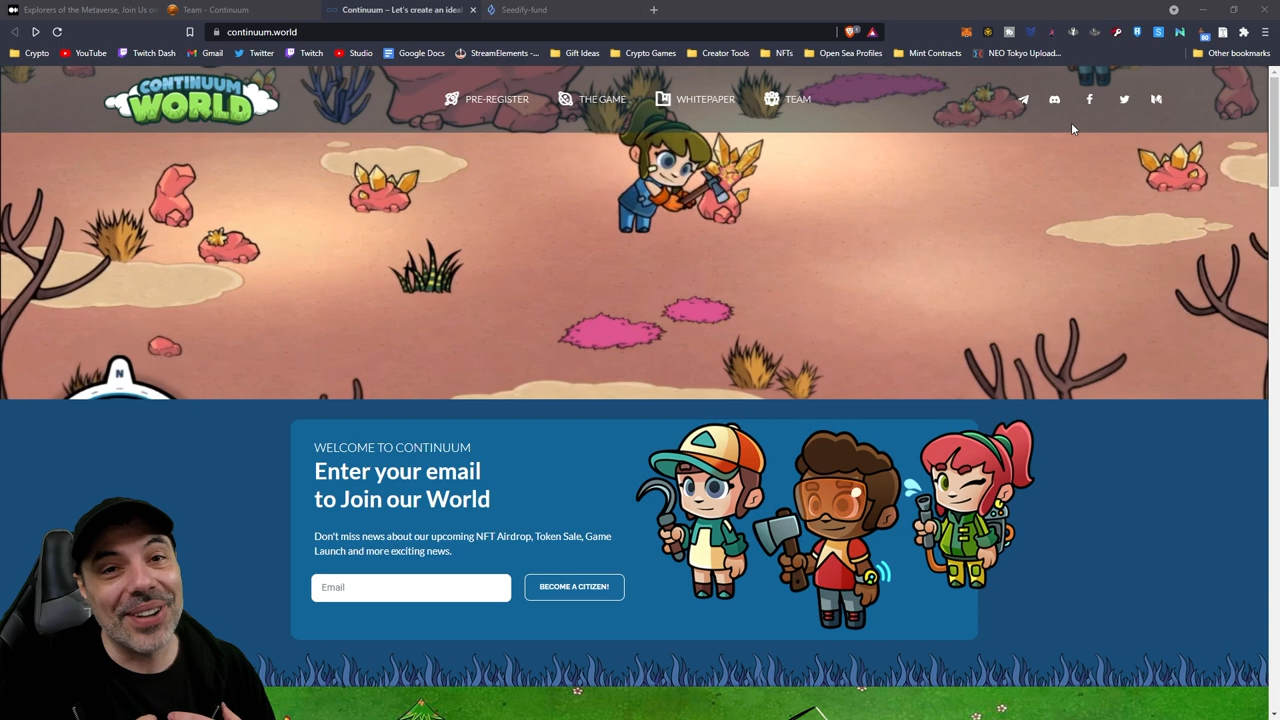 Explorers of the Metaverse, Join Us on
Team - Continuum
Continuum – Let's create an ideal
Seedify-fund
continuum.world
Crypto
YouTube
Twitch Dash
Gmail
Twitter
Twitch
Studio
Google Docs
Streamelements -...
Gift Ideas
Crypto Games
Creator Tools
NFTs
Open Sea Profiles
Mint Contracts
NEO Tokyo Upload...
Other bookmarks
CONTINUUM
WORLD
PRE-REGISTER
THE GAME
WHITEPAPER
TEAM
N
WELCOME TO CONTINUUM
Enter your email
to Join our World
Don't miss news about our upcoming NFT Airdrop, Token Sale, Game
Launch and more exciting news.
Email
BECOME A CITIZEN!